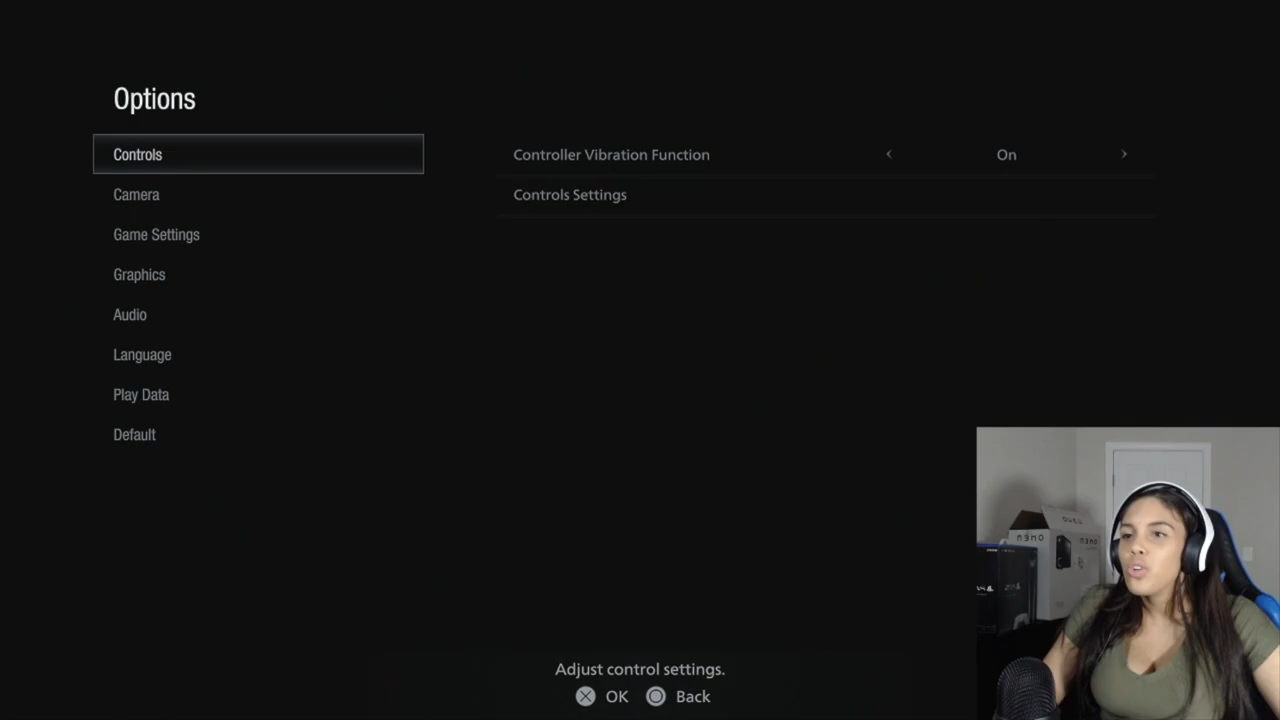 Options
Controls
Controller Vibration Function < On >
Camera
Controls Settings
Game Settings
Graphics
Audio
Language
Play Data
Default
Adjust control settings.
OK Back